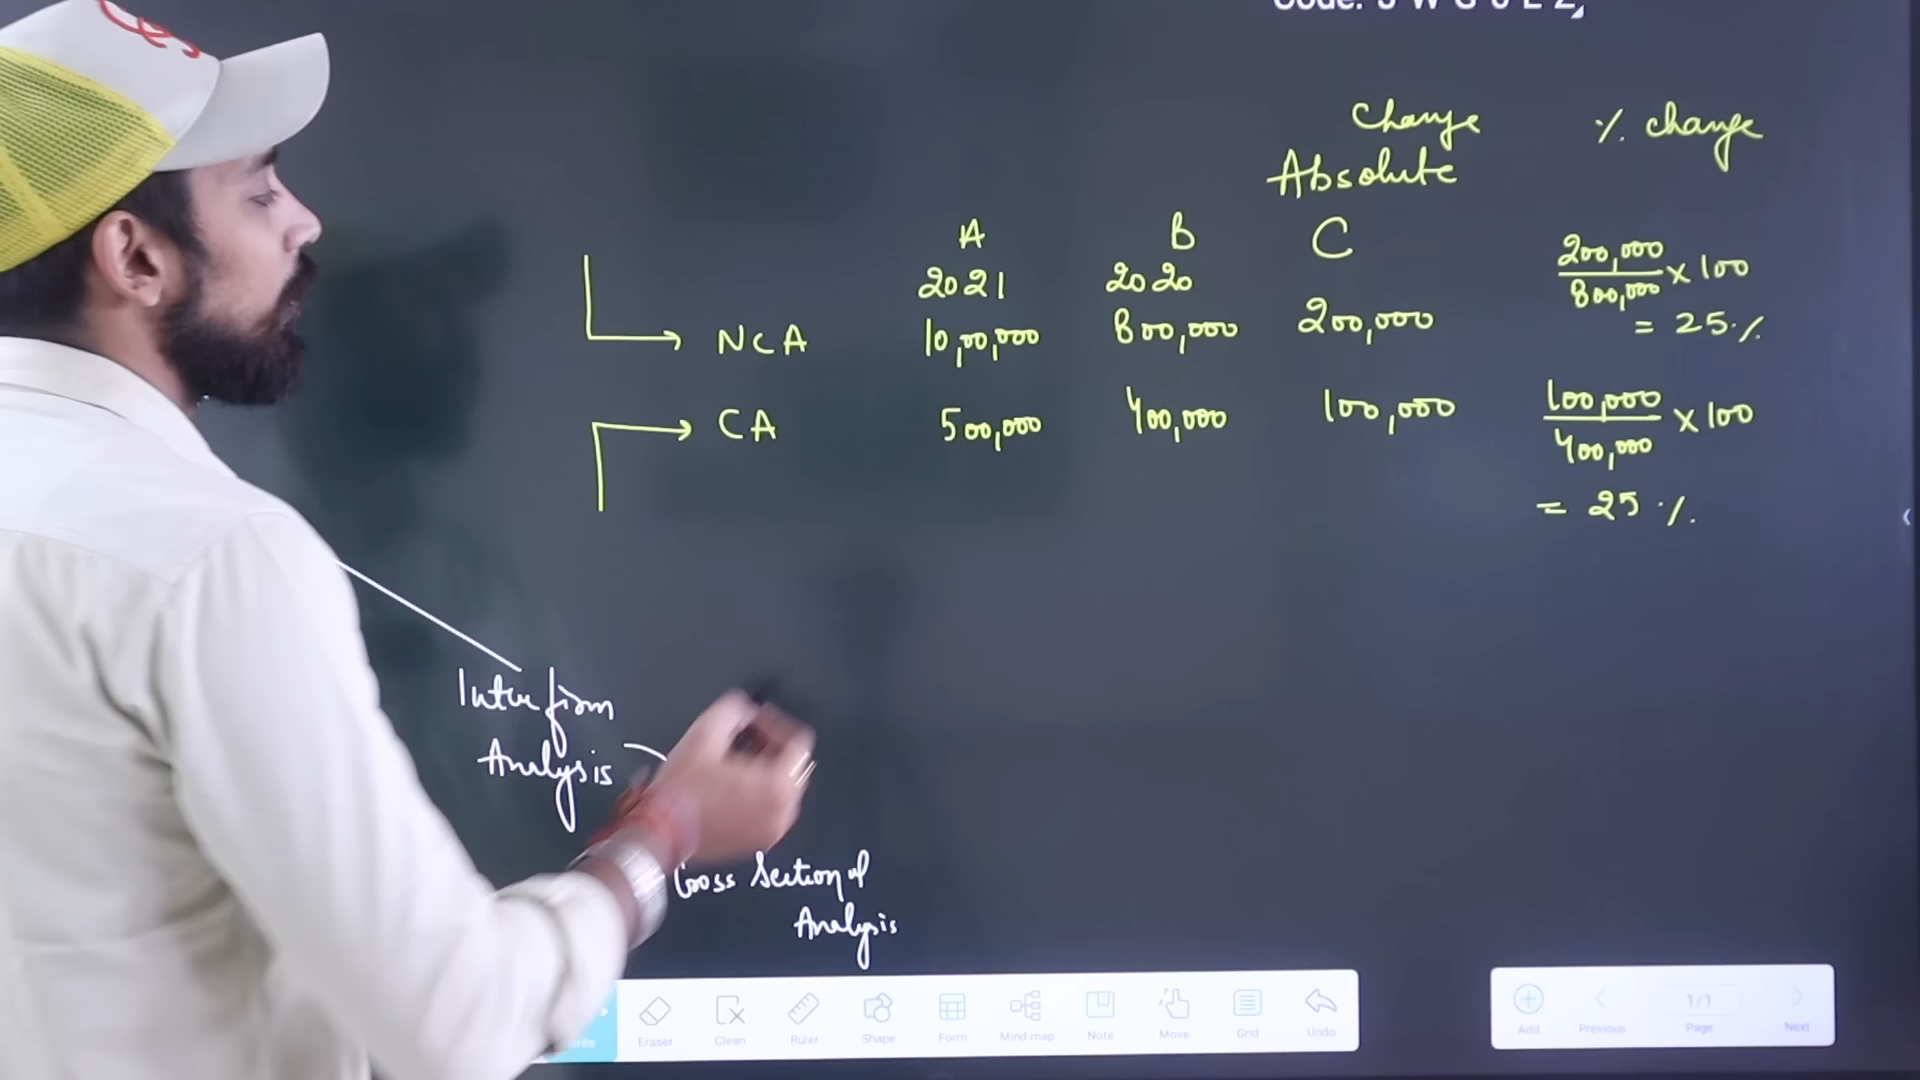 Change % change
Absolute
A B C
2021 2020
NCA 10,00,000 800,000 200,000 200,000/800,000 × 100
= 25%
CA 500,000 400,000 100,000 100,000/400,000 × 100
= 25%
Inter firm
Analysis
Cross Sectional
Analysis
Eraser Clean Ruler Shape Form Mind map Note Move Grid Undo
Add Previous 1/1 Page Next